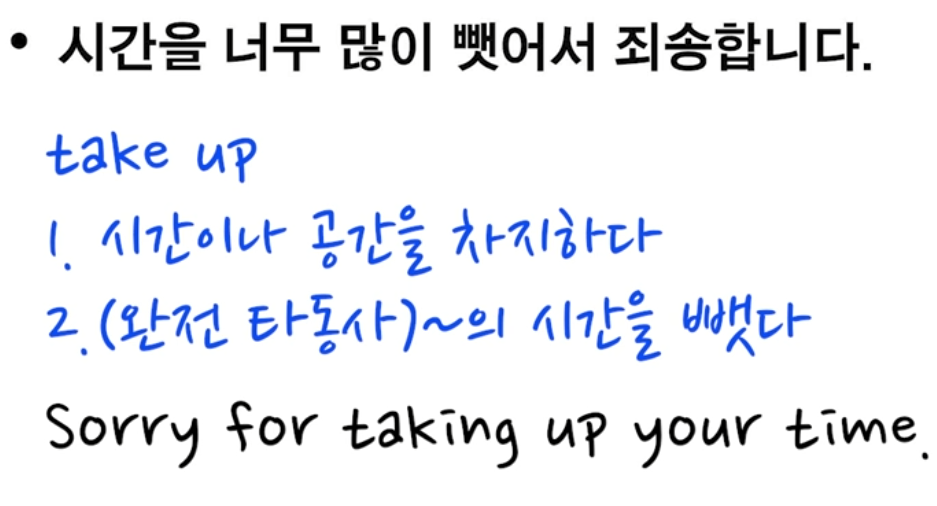 • 시간을 너무 많이 뺏어서 죄송합니다.
take up
1. 시간이나 공간을 차지하다
2. (완전 타동사)~의 시간을 뺏다
Sorry for taking up your time.